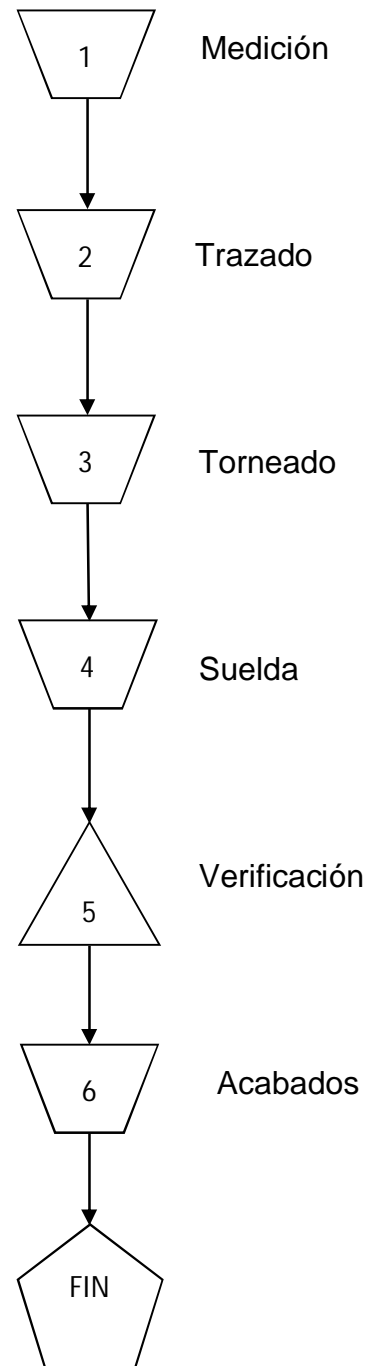 1 Medición
2 Trazado
3 Torneado
4 Suelda
5 Verificación
6 Acabados
FIN